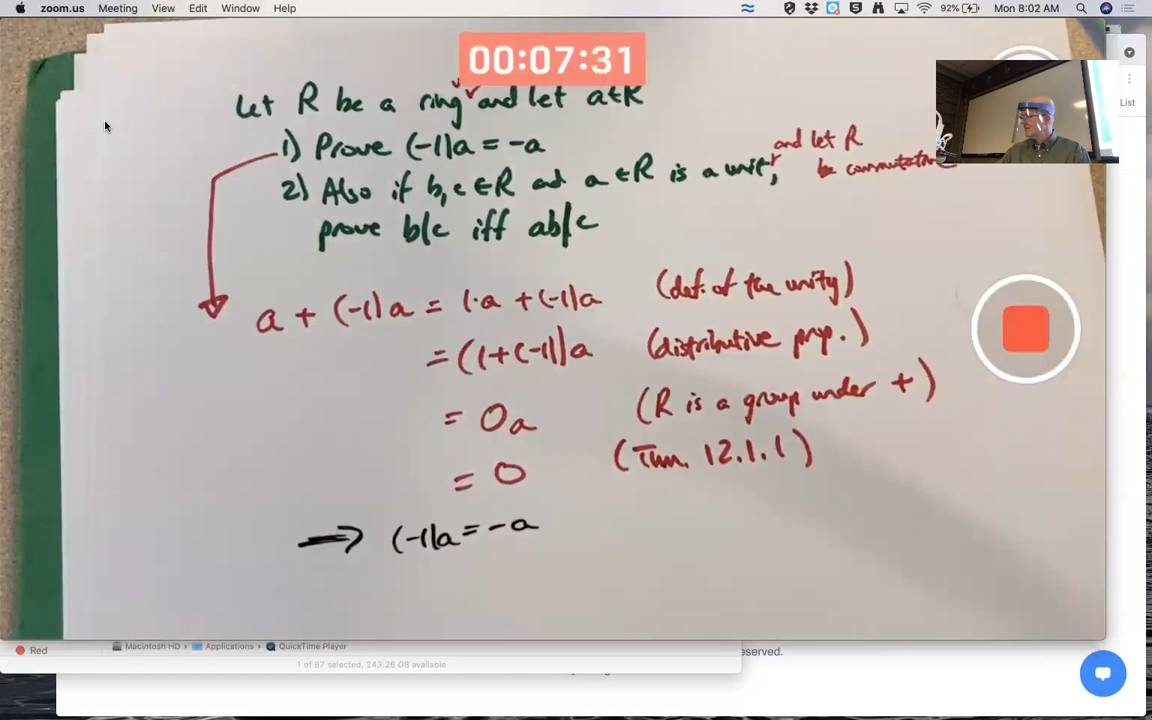 zoom.us Meeting View Edit Window Help
92% Mon 8:02 AM
00:07:31
Let R be a ring and let a∈R
1) Prove (-1)a = -a
and let R
be commutative
2) Also if b, c ∈ R and a ∈ R is a unit,
prove b|c iff ab|c
a + (-1)a = 1·a + (-1)a (def. of the unity)
= (1+(-1))a (distributive prop.)
= 0a (R is a group under +)
= 0 (Thm. 12.1.1)
⟹ (-1)a = -a
List
Red
Macintosh HD Applications QuickTime Player
1 of 87 selected, 243.26 GB available
served.